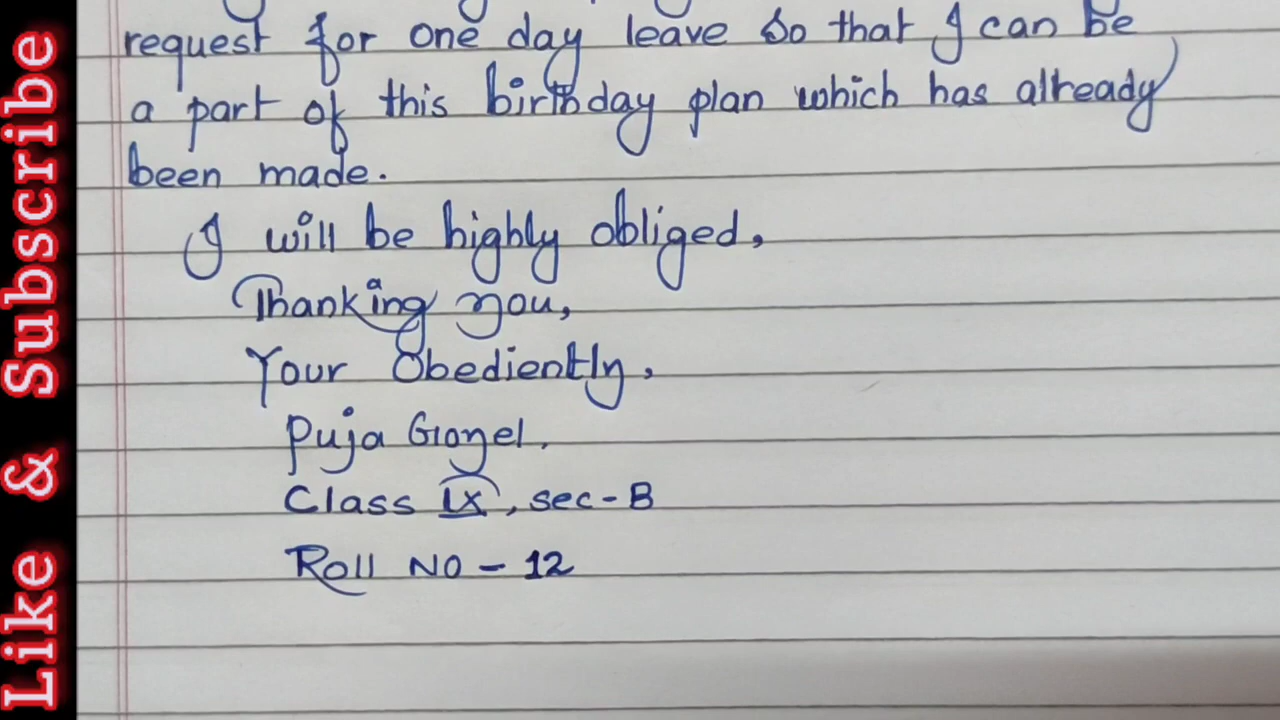 request for one day leave so that I can be
a part of this birthday plan which has already
been made.
I will be highly obliged,
Thanking you,
Your Obediently,
Puja Goyel.
Class IX, sec-B
Roll No - 12
Like & Subscribe